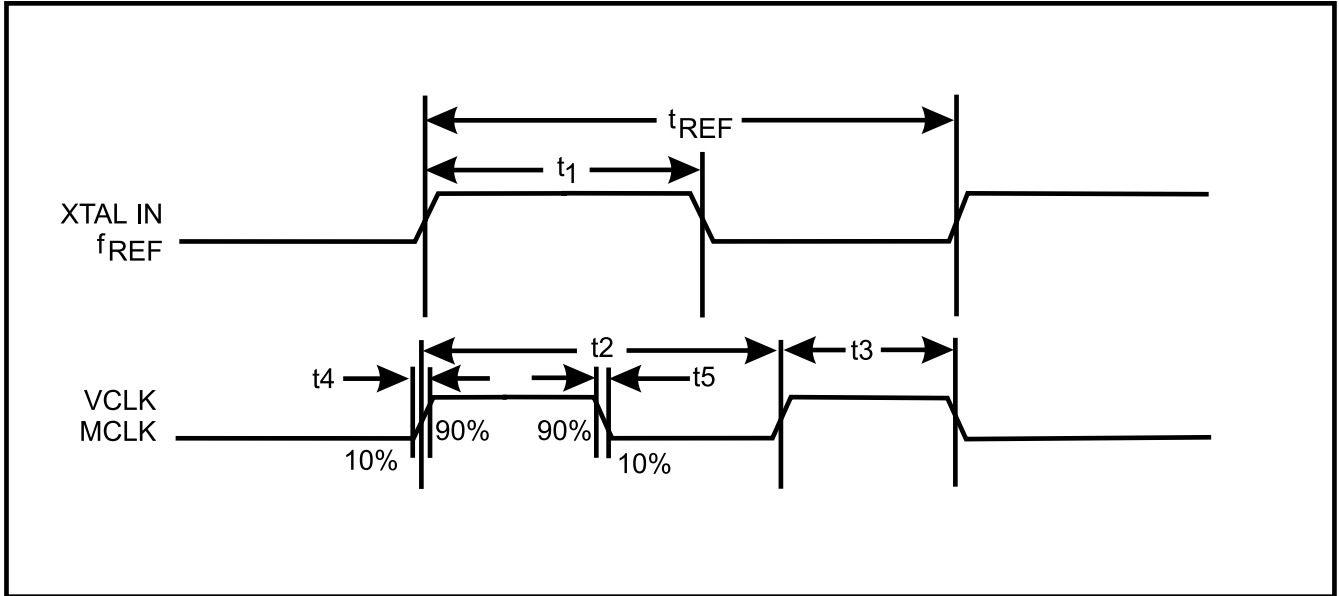 tREF
t1
XTAL IN
fREF
t2
t3
t4
t5
VCLK
MCLK
90%
90%
10%
10%